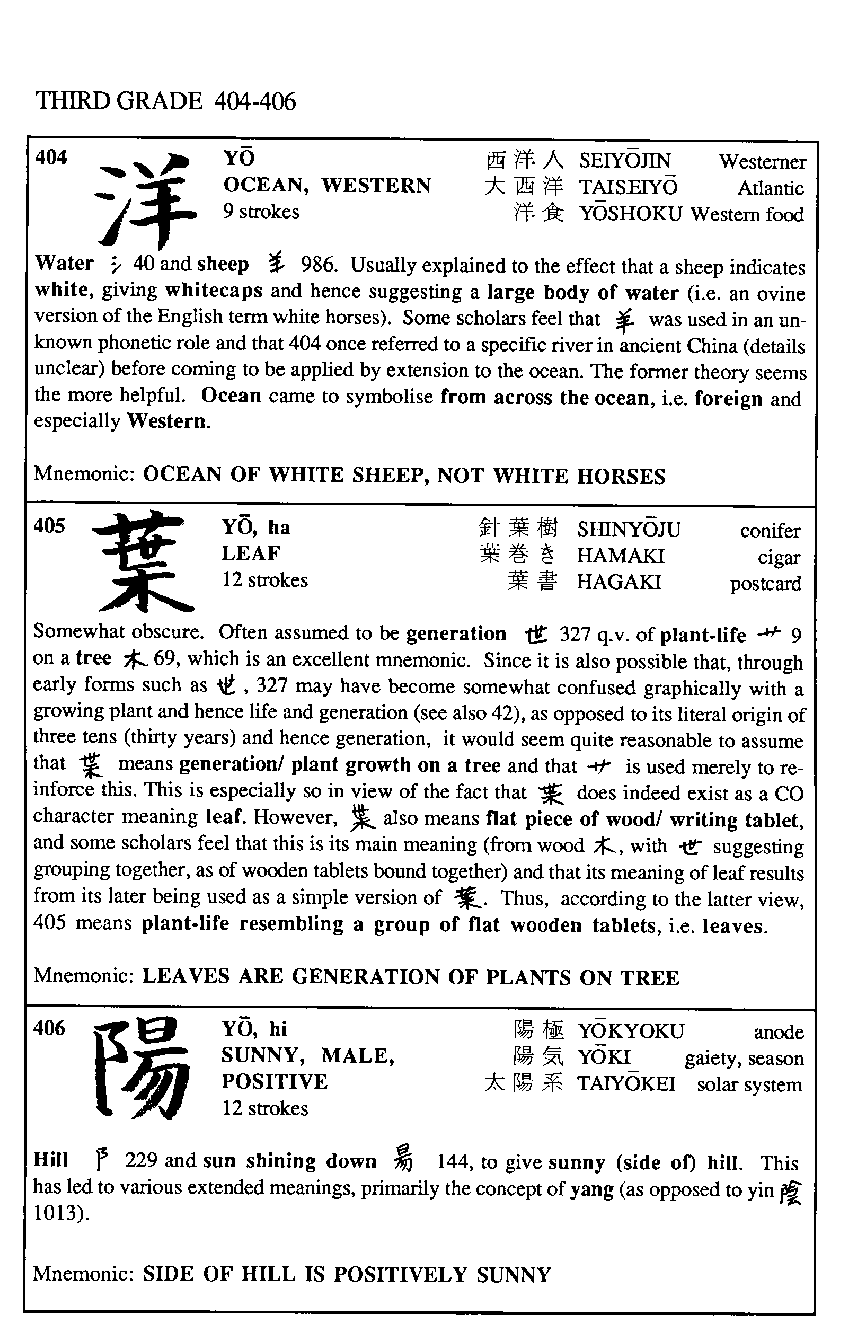 THIRD GRADE 404-406
404 洋 YŌ 西洋人 SEIYŌJIN Westerner
OCEAN, WESTERN 大西洋 TAISEIYŌ Atlantic
9 strokes 洋食 YŌSHOKU Western food
Water 氵 40 and sheep 𦍌 986. Usually explained to the effect that a sheep indicates
white, giving whitecaps and hence suggesting a large body of water (i.e. an ovine
version of the English term white horses). Some scholars feel that 羊 was used in an un-
known phonetic role and that 404 once referred to a specific river in ancient China (details
unclear) before coming to be applied by extension to the ocean. The former theory seems
the more helpful. Ocean came to symbolise from across the ocean, i.e. foreign and
especially Western.
Mnemonic: OCEAN OF WHITE SHEEP, NOT WHITE HORSES
405 葉 YŌ, ha 針葉樹 SHINYŌJU conifer
LEAF 葉巻き HAMAKI cigar
12 strokes 葉書 HAGAKI postcard
Somewhat obscure. Often assumed to be generation 世 327 q.v. of plant-life 艹 9
on a tree 木 69, which is an excellent mnemonic. Since it is also possible that, through
early forms such as , 327 may have become somewhat confused graphically with a
growing plant and hence life and generation (see also 42), as opposed to its literal origin of
three tens (thirty years) and hence generation, it would seem quite reasonable to assume
that 枼 means generation/ plant growth on a tree and that 艹 is used merely to re-
inforce this. This is especially so in view of the fact that 枼 does indeed exist as a CO
character meaning leaf. However, 枼 also means flat piece of wood/ writing tablet,
and some scholars feel that this is its main meaning (from wood 木, with 世 suggesting
grouping together, as of wooden tablets bound together) and that its meaning of leaf results
from its later being used as a simple version of 葉. Thus, according to the latter view,
405 means plant-life resembling a group of flat wooden tablets, i.e. leaves.
Mnemonic: LEAVES ARE GENERATION OF PLANTS ON TREE
406 陽 YŌ, hi 陽極 YŌKYOKU anode
SUNNY, MALE, 陽気 YŌKI gaiety, season
POSITIVE 太陽系 TAIYŌKEI solar system
12 strokes
Hill 阝 229 and sun shining down 昜 144, to give sunny (side of) hill. This
has led to various extended meanings, primarily the concept of yang (as opposed to yin 陰
1013).
Mnemonic: SIDE OF HILL IS POSITIVELY SUNNY